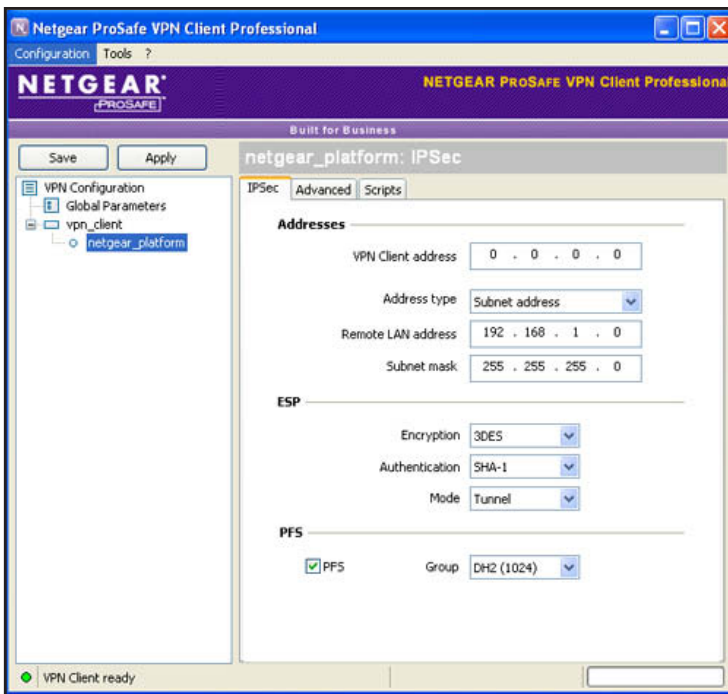 Netgear ProSafe VPN Client Professional
Configuration Tools ?
NETGEAR
PROSAFE
NETGEAR PROSAFE VPN Client Professional
Built for Business
Save Apply
netgear_platform: IPSec
VPN Configuration
Global Parameters
vpn_client
netgear_platform
IPSec Advanced Scripts
Addresses
VPN Client address 0 . 0 . 0 . 0
Address type Subnet address
Remote LAN address 192 . 168 . 1 . 0
Subnet mask 255 . 255 . 255 . 0
ESP
Encryption 3DES
Authentication SHA-1
Mode Tunnel
PFS
PFS Group DH2 (1024)
VPN Client ready